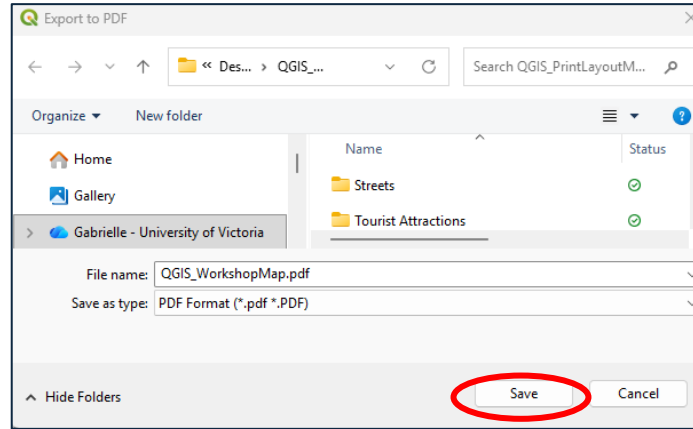 Export to PDF
« Des... › QGIS_...
Search QGIS_PrintLayoutM...
Organize
New folder
Name
Status
Home
Gallery
Streets
Tourist Attractions
Gabrielle - University of Victoria
File name: QGIS_WorkshopMap.pdf
Save as type: PDF Format (*.pdf *.PDF)
Hide Folders
Save
Cancel